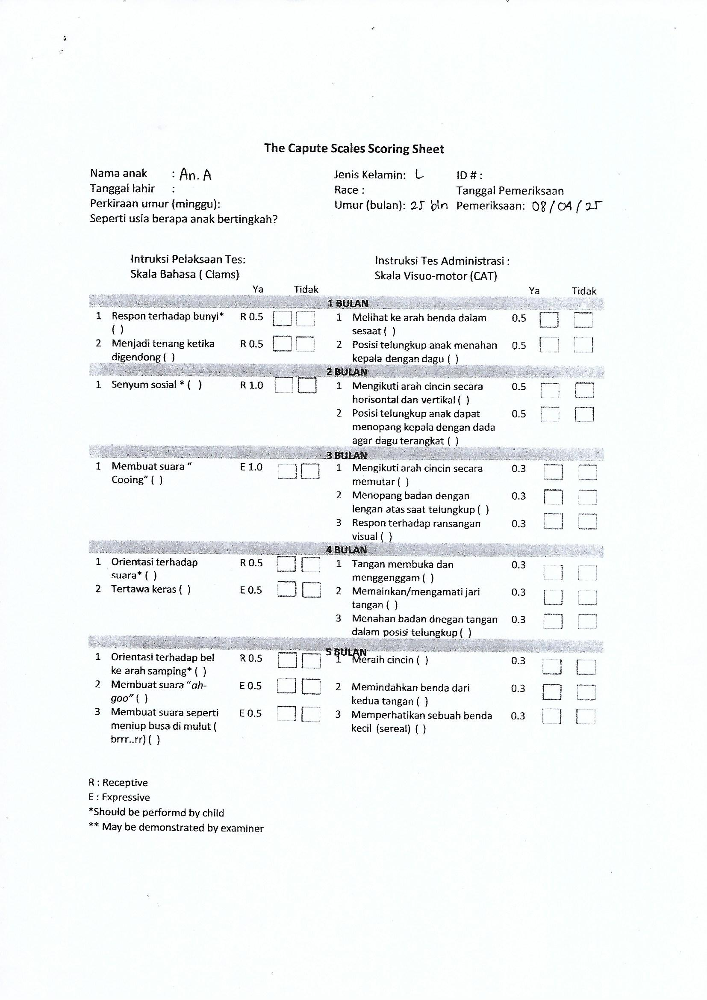 The Capute Scales Scoring Sheet
Nama anak : An. A Jenis Kelamin: L ID # :
Tanggal lahir : Race : Tanggal Pemeriksaan
Perkiraan umur (minggu): Umur (bulan): 25 bln Pemeriksaan: 08/04/25
Seperti usia berapa anak bertingkah?
Intruksi Pelaksaan Tes: Instruksi Tes Administrasi :
Skala Bahasa ( Clams) Skala Visuo-motor (CAT)
Ya Tidak Ya Tidak
1 BULAN
1 Respon terhadap bunyi* R 0.5 1 Melihat ke arah benda dalam 0.5
( ) sesaat ( )
2 Menjadi tenang ketika R 0.5 2 Posisi telungkup anak menahan 0.5
digendong ( ) kepala dengan dagu ( )
2 BULAN
1 Senyum sosial * ( ) R 1.0 1 Mengikuti arah cincin secara 0.5
horisontal dan vertikal ( )
2 Posisi telungkup anak dapat 0.5
menopang kepala dengan dada
agar dagu terangkat ( )
3 BULAN
1 Membuat suara “ E 1.0 1 Mengikuti arah cincin secara 0.3
Cooing” ( ) memutar ( )
2 Menopang badan dengan 0.3
lengan atas saat telungkup ( )
3 Respon terhadap ransangan 0.3
visual ( )
4 BULAN
1 Orientasi terhadap R 0.5 1 Tangan membuka dan 0.3
suara* ( ) menggenggam ( )
2 Tertawa keras ( ) E 0.5 2 Memainkan/mengamati jari 0.3
tangan ( )
3 Menahan badan dnegan tangan 0.3
dalam posisi telungkup ( )
5 BULAN
1 Orientasi terhadap bel R 0.5 1 Meraih cincin ( ) 0.3
ke arah samping* ( )
2 Membuat suara “ah- E 0.5 2 Memindahkan benda dari 0.3
goo” ( ) kedua tangan ( )
3 Membuat suara seperti E 0.5 3 Memperhatikan sebuah benda 0.3
meniup busa di mulut ( kecil (sereal) ( )
brrr..rr) ( )
R : Receptive
E : Expressive
*Should be performd by child
** May be demonstrated by examiner